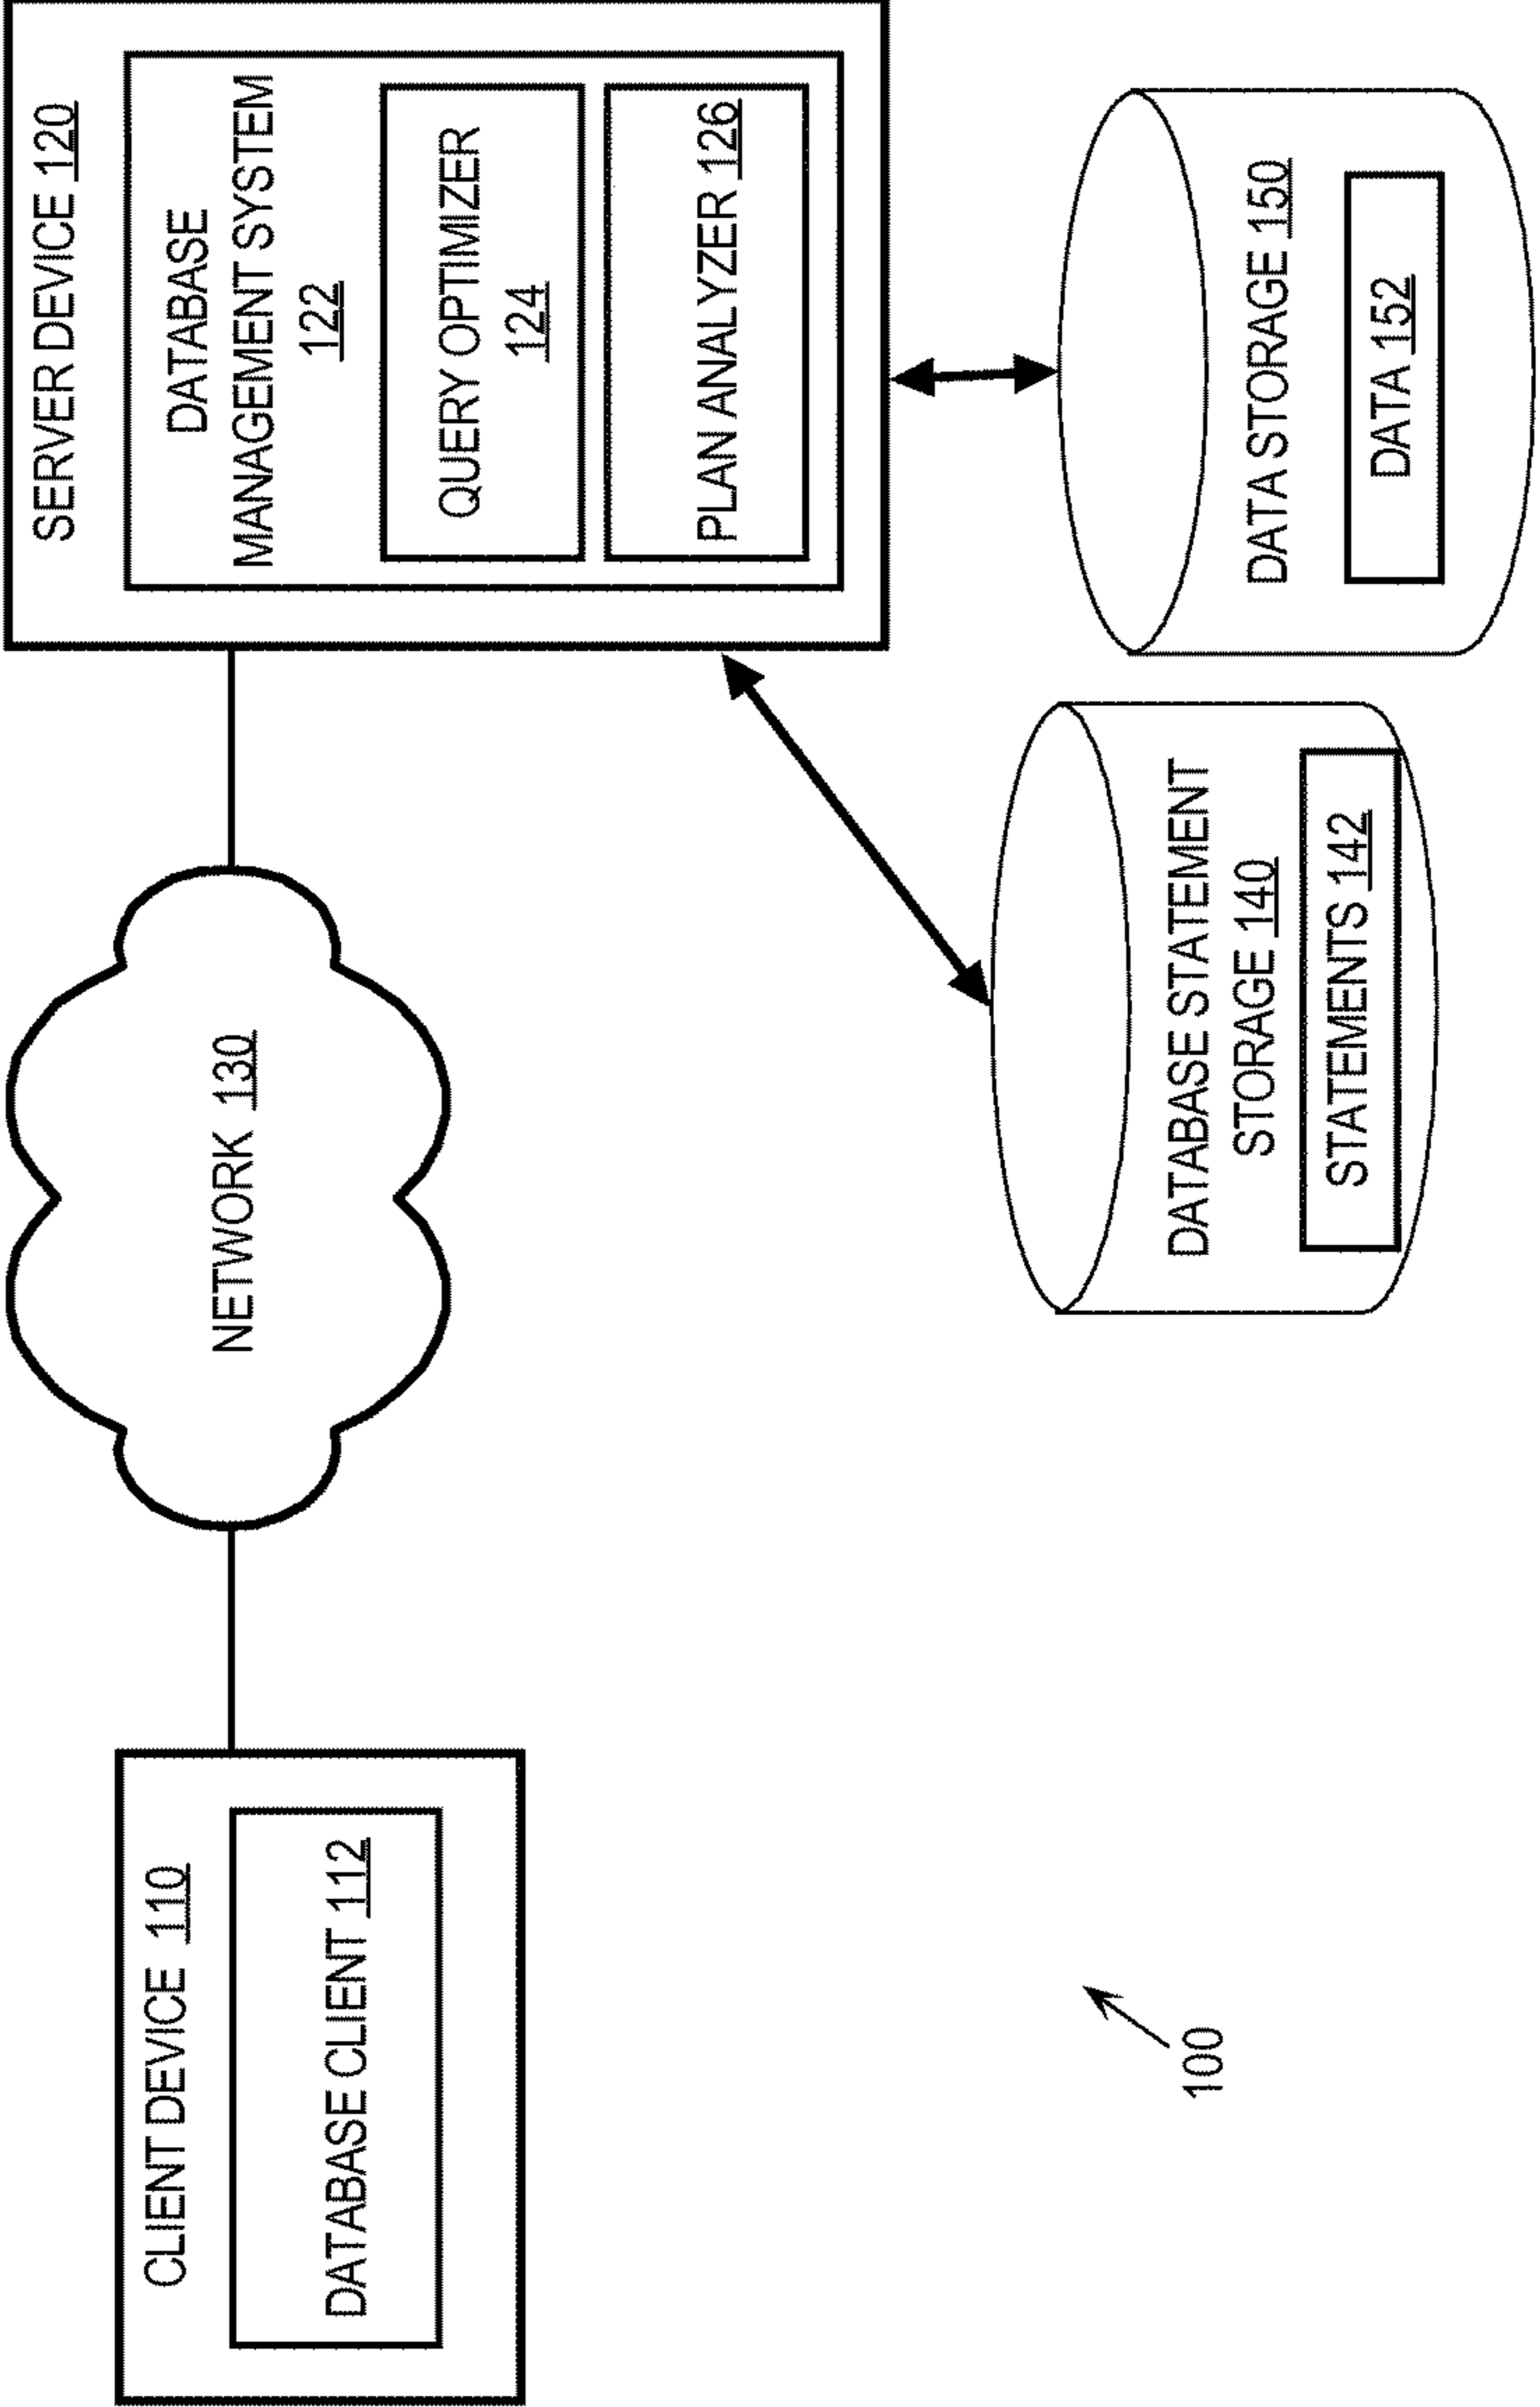 CLIENT DEVICE 110
DATABASE CLIENT 112
NETWORK 130
SERVER DEVICE 120
DATABASE
MANAGEMENT SYSTEM
122
QUERY OPTIMIZER
124
PLAN ANALYZER 126
DATABASE STATEMENT
STORAGE 140
STATEMENTS 142
DATA STORAGE 150
DATA 152
100